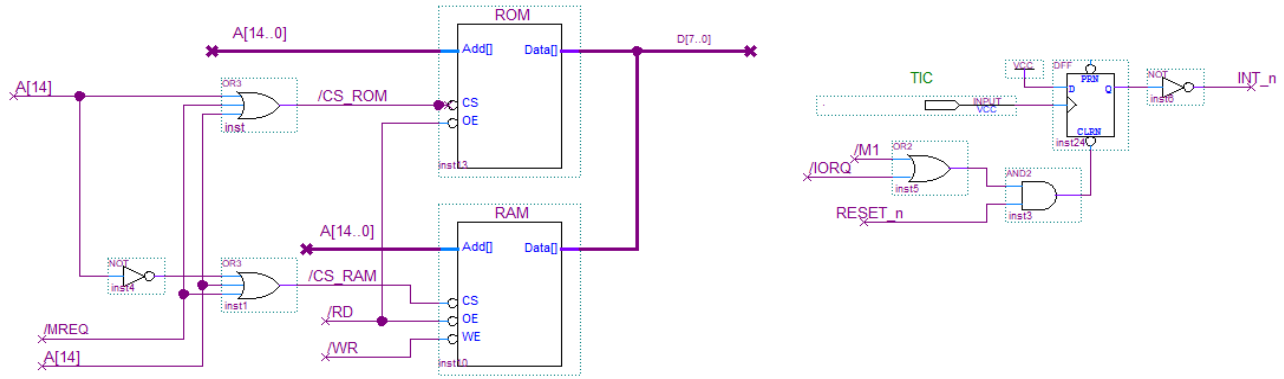 ROM
A[14..0]
Add[]
Data[]
D[7..0]
A[14]
OR3
/CS_ROM
inst
CS
OE
inst13
RAM
A[14..0]
Add[]
Data[]
NOT
inst4
OR3
/CS_RAM
inst1
CS
/RD
OE
/MREQ
WE
/WR
A[14]
inst10
TIC
VCC
DFF
PRN
D
Q
NOT
INT_n
inst6
INPUT
VCC
CLRN
inst24
/M1
OR2
/IORQ
inst5
AND2
RESET_n
inst3